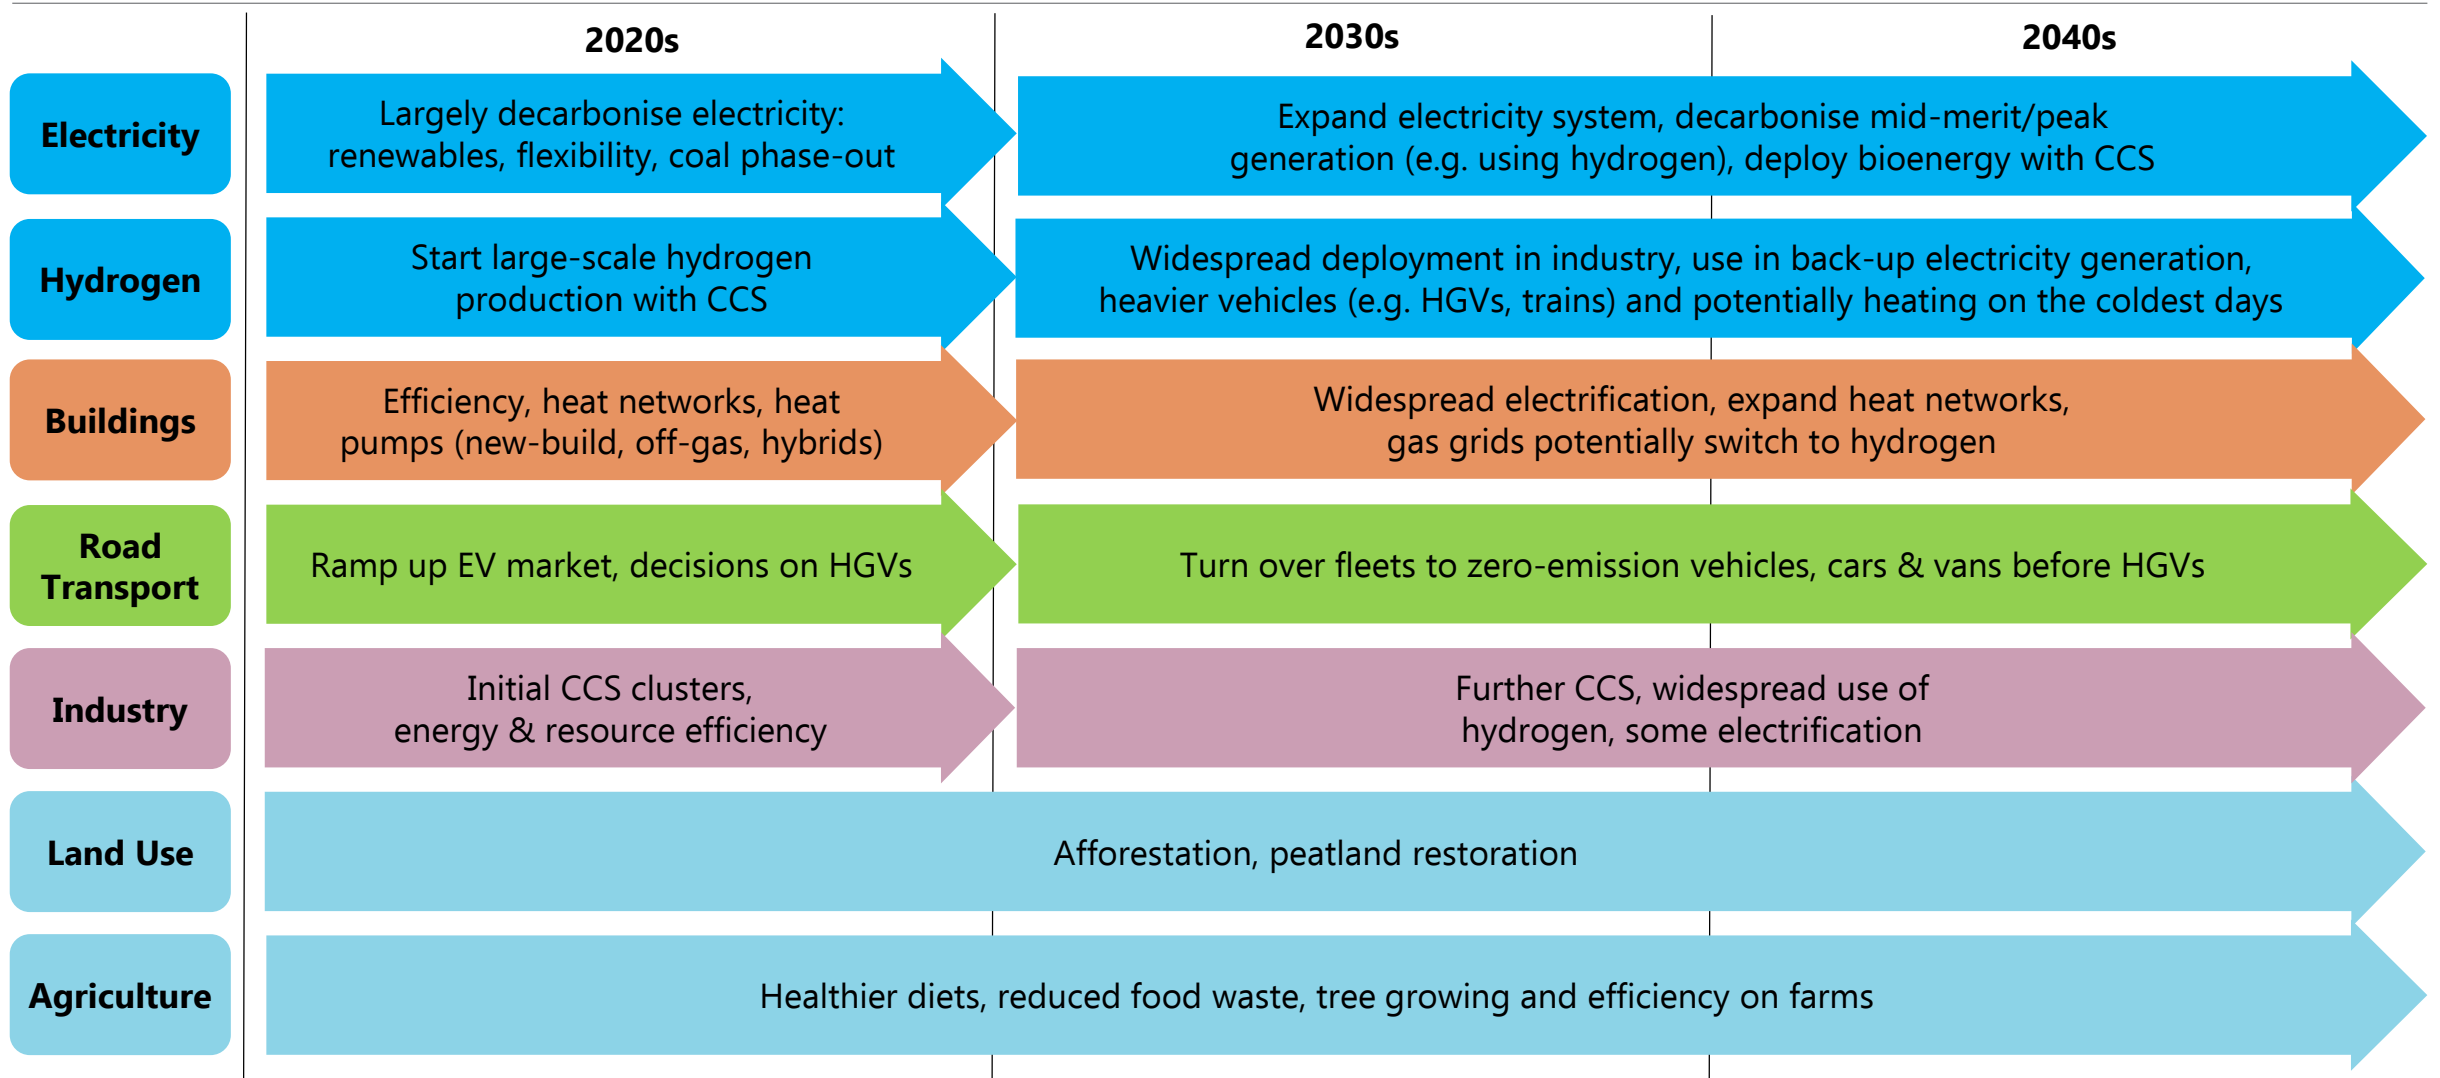 2020s
2030s
2040s
Electricity
Largely decarbonise electricity:
renewables, flexibility, coal phase-out
Expand electricity system, decarbonise mid-merit/peak
generation (e.g. using hydrogen), deploy bioenergy with CCS
Hydrogen
Start large-scale hydrogen
production with CCS
Widespread deployment in industry, use in back-up electricity generation,
heavier vehicles (e.g. HGVs, trains) and potentially heating on the coldest days
Buildings
Efficiency, heat networks, heat
pumps (new-build, off-gas, hybrids)
Widespread electrification, expand heat networks,
gas grids potentially switch to hydrogen
Road
Transport
Ramp up EV market, decisions on HGVs
Turn over fleets to zero-emission vehicles, cars & vans before HGVs
Industry
Initial CCS clusters,
energy & resource efficiency
Further CCS, widespread use of
hydrogen, some electrification
Land Use
Afforestation, peatland restoration
Agriculture
Healthier diets, reduced food waste, tree growing and efficiency on farms